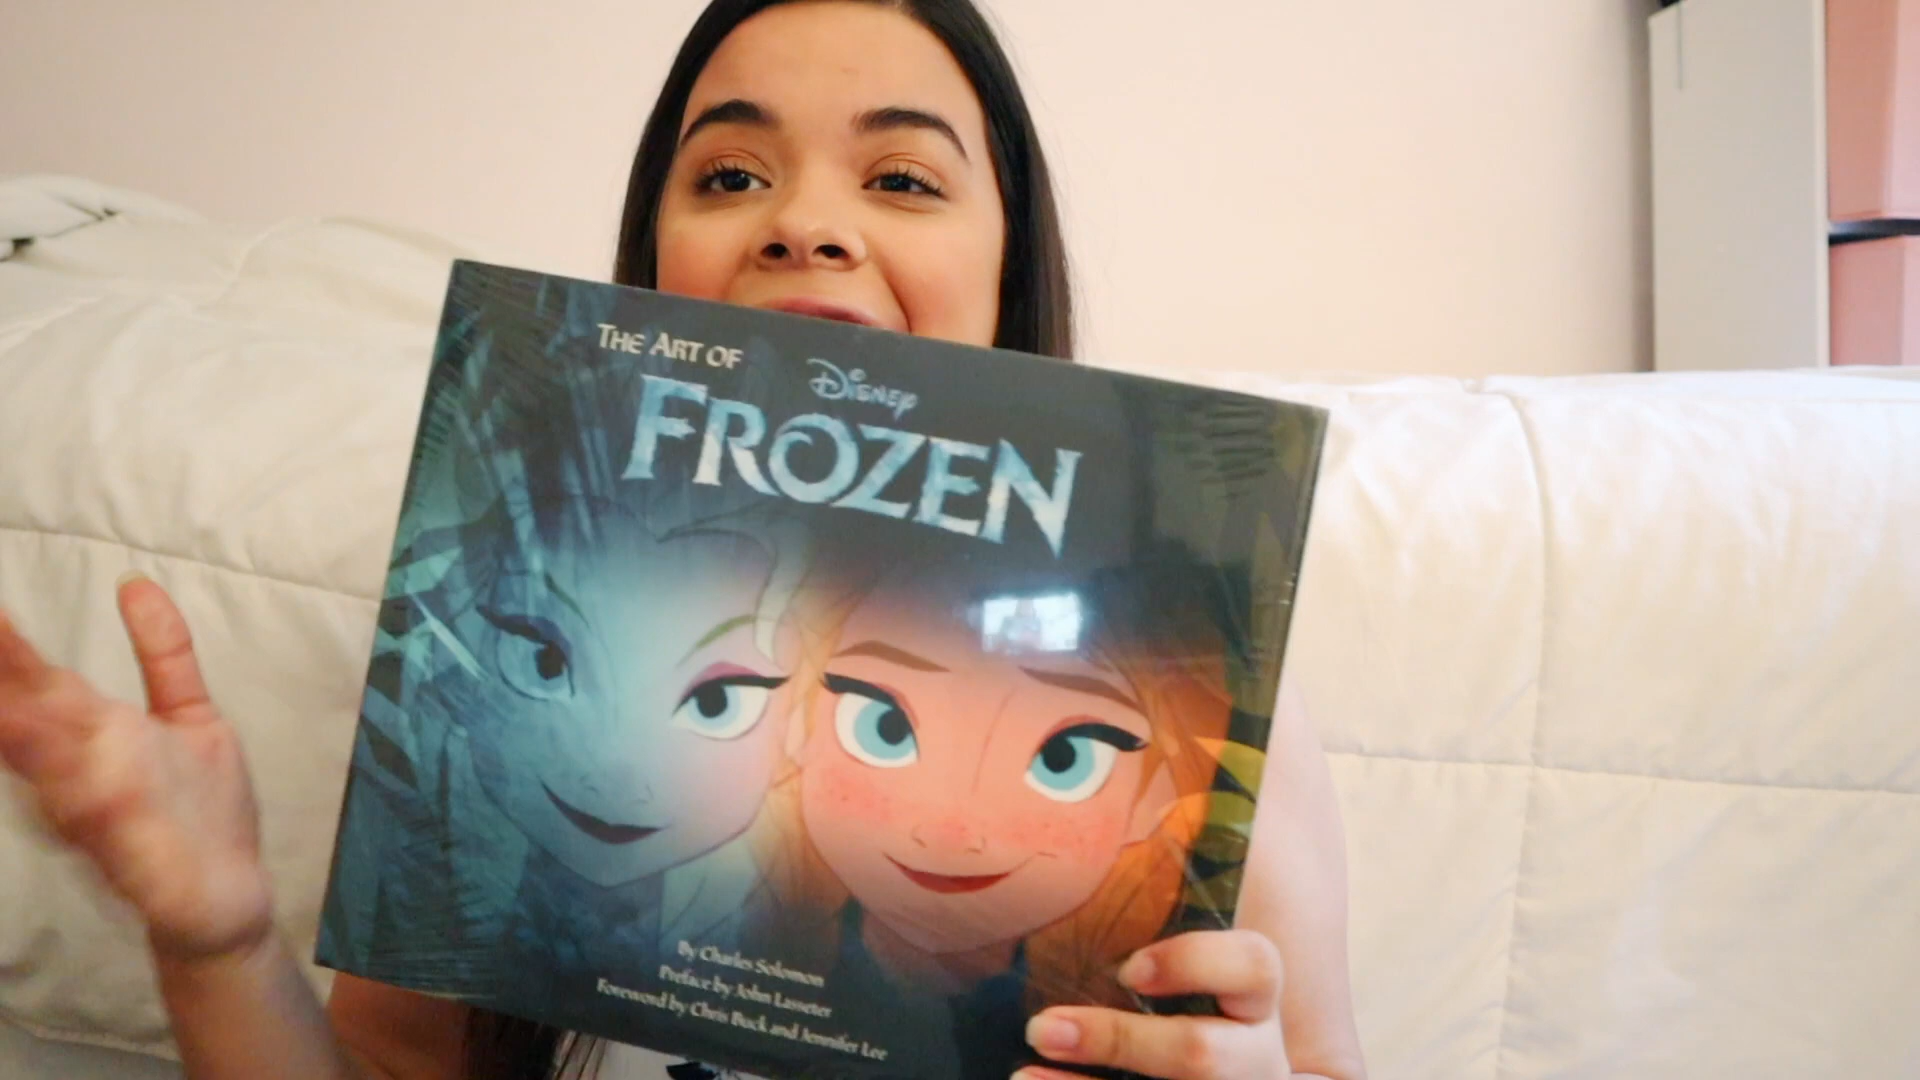 THE ART OF
DISNEY
FROZEN
By Charles Solomon
Preface by John Lasseter
Foreword by Chris Buck and Jennifer Lee